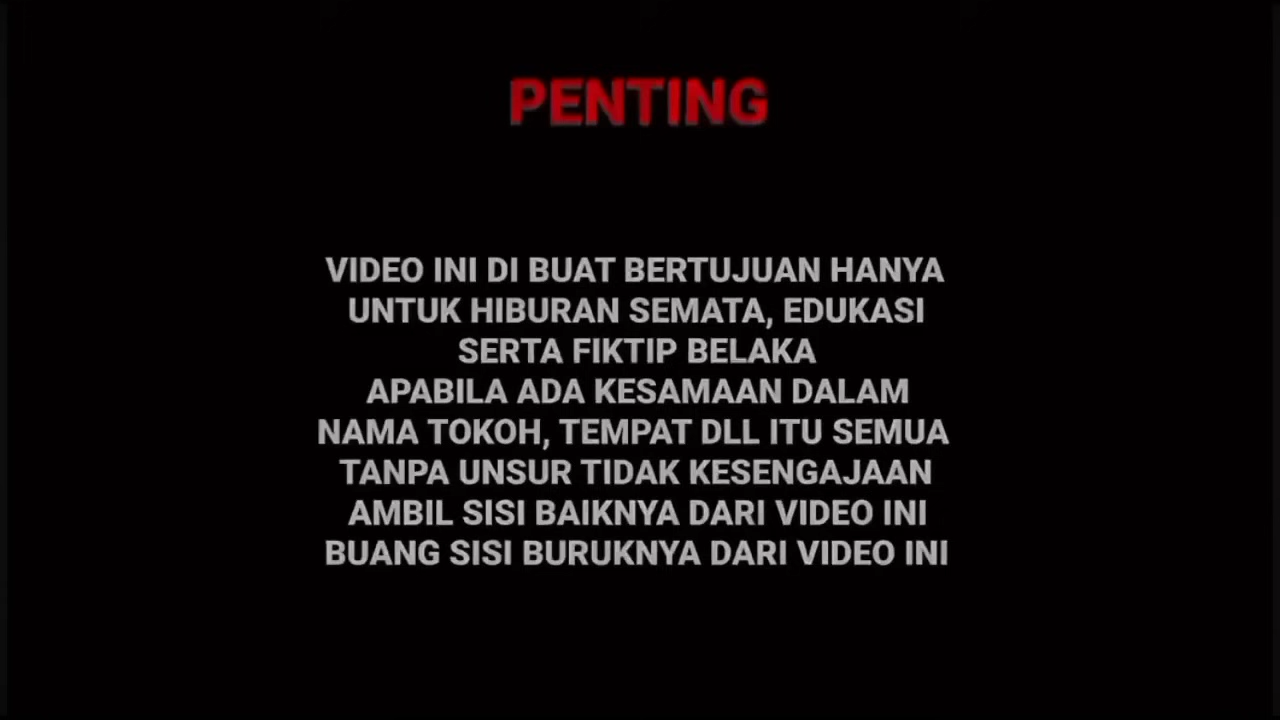 PENTING
VIDEO INI DI BUAT BERTUJUAN HANYA
UNTUK HIBURAN SEMATA, EDUKASI
SERTA FIKTIP BELAKA
APABILA ADA KESAMAAN DALAM
NAMA TOKOH, TEMPAT DLL ITU SEMUA
TANPA UNSUR TIDAK KESENGAJAAN
AMBIL SISI BAIKNYA DARI VIDEO INI
BUANG SISI BURUKNYA DARI VIDEO INI